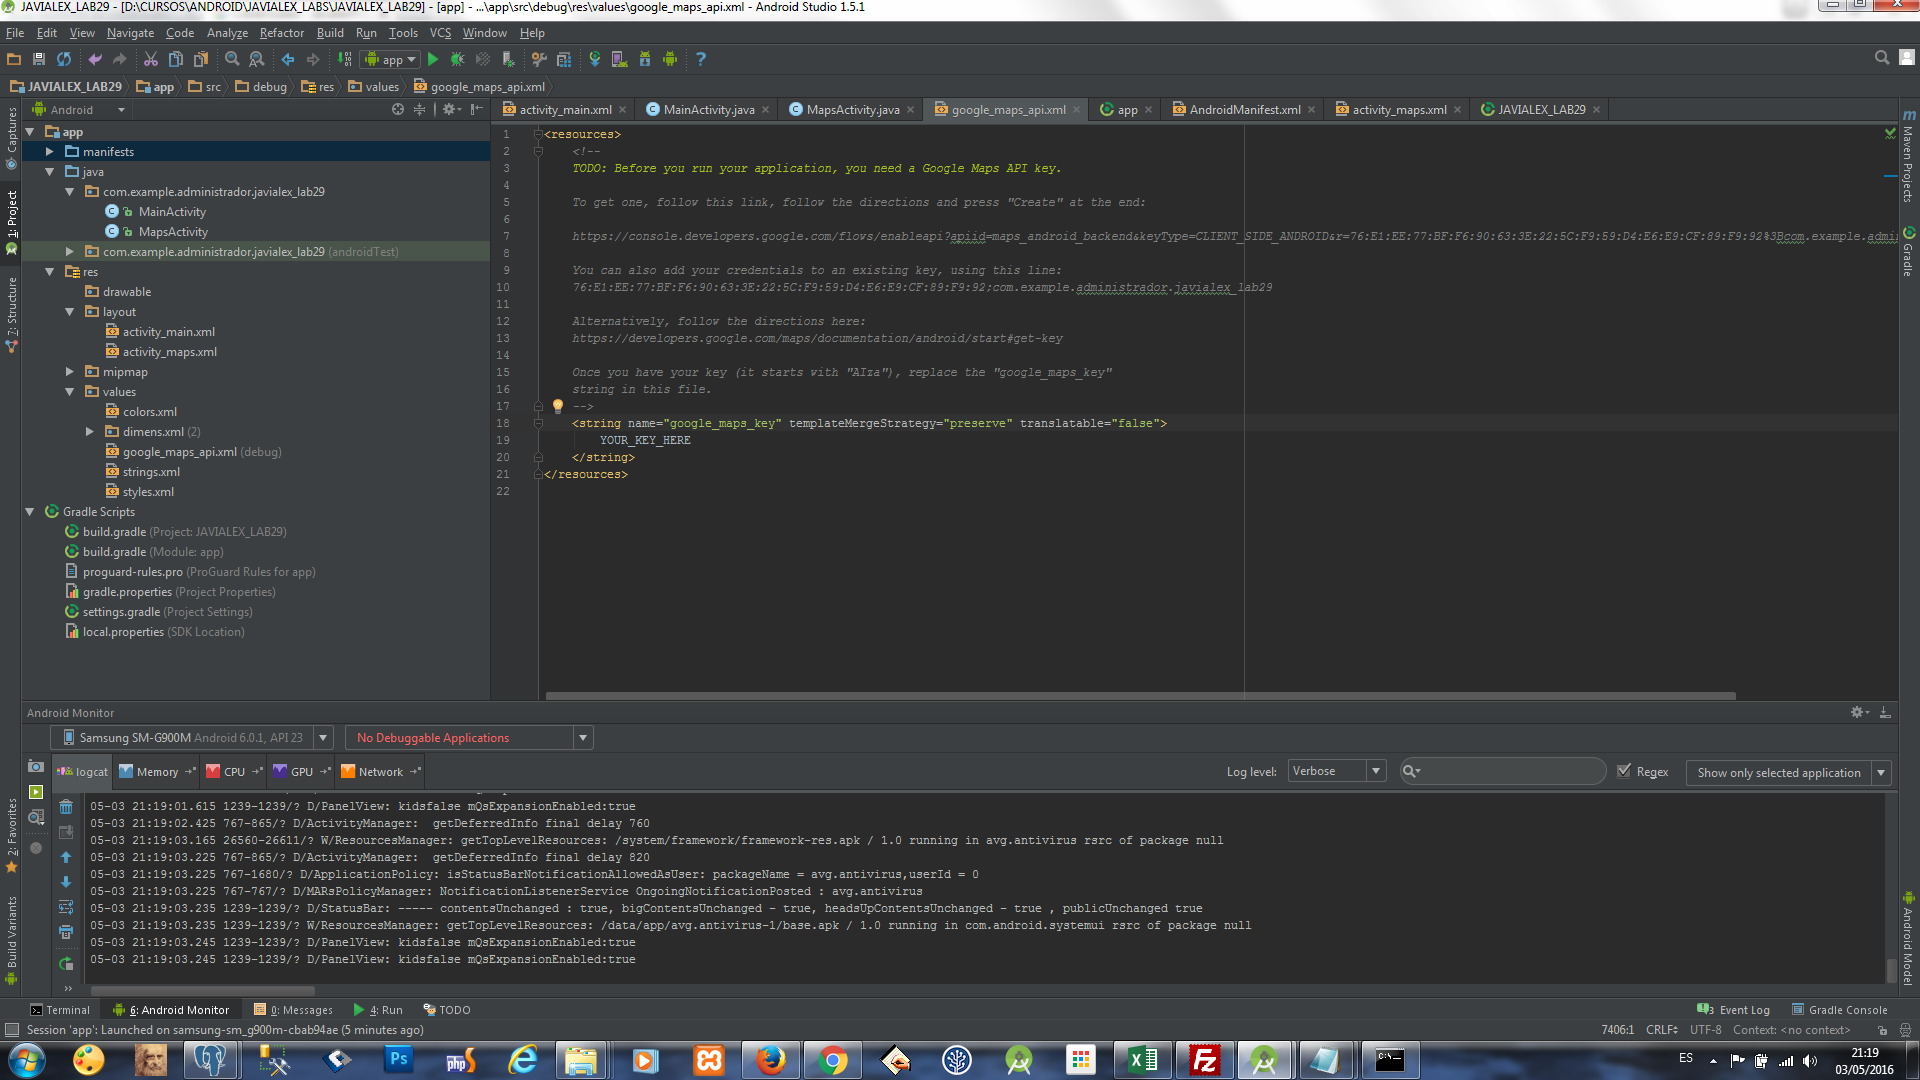 JAVIALEX_LAB29 - [D:\CURSOS\ANDROID\JAVIALEX_LABS\JAVIALEX_LAB29] - [app] - ...\app\src\debug\res\values\google_maps_api.xml - Android Studio 1.5.1
File Edit View Navigate Code Analyze Refactor Build Run Tools VCS Window Help
app
JAVIALEX_LAB29 app src debug res values google_maps_api.xml
Android
activity_main.xml MainActivity.java MapsActivity.java google_maps_api.xml app AndroidManifest.xml activity_maps.xml JAVIALEX_LAB29
Captures
1: Project
7: Structure
2: Favorites
Build Variants
Maven Projects
Gradle
Android Model
app
manifests
java
com.example.administrador.javialex_lab29
MainActivity
MapsActivity
com.example.administrador.javialex_lab29 (androidTest)
res
drawable
layout
activity_main.xml
activity_maps.xml
mipmap
values
colors.xml
dimens.xml (2)
google_maps_api.xml (debug)
strings.xml
styles.xml
Gradle Scripts
build.gradle (Project: JAVIALEX_LAB29)
build.gradle (Module: app)
proguard-rules.pro (ProGuard Rules for app)
gradle.properties (Project Properties)
settings.gradle (Project Settings)
local.properties (SDK Location)
1 <resources>
2 <!--
3 TODO: Before you run your application, you need a Google Maps API key.
4
5 To get one, follow this link, follow the directions and press "Create" at the end:
6
7 https://console.developers.google.com/flows/enableapi?apiid=maps_android_backend&keyType=CLIENT_SIDE_ANDROID&r=76:E1:EE:77:BF:F6:90:63:3E:22:5C:F9:59:D4:E6:E9:CF:89:F9:92%3Bcom.example.admi
8
9 You can also add your credentials to an existing key, using this line:
10 76:E1:EE:77:BF:F6:90:63:3E:22:5C:F9:59:D4:E6:E9:CF:89:F9:92;com.example.administrador.javialex_lab29
11
12 Alternatively, follow the directions here:
13 https://developers.google.com/maps/documentation/android/start#get-key
14
15 Once you have your key (it starts with "AIza"), replace the "google_maps_key"
16 string in this file.
17 -->
18 <string name="google_maps_key" templateMergeStrategy="preserve" translatable="false">
19 YOUR_KEY_HERE
20 </string>
21 </resources>
22
Android Monitor
Samsung SM-G900M Android 6.0.1, API 23 No Debuggable Applications
logcat Memory CPU GPU Network Log level: Verbose Regex Show only selected application
05-03 21:19:01.615 1239-1239/? D/PanelView: kidsfalse mQsExpansionEnabled:true
05-03 21:19:02.425 767-865/? D/ActivityManager: getDeferredInfo final delay 760
05-03 21:19:03.165 26560-26611/? W/ResourcesManager: getTopLevelResources: /system/framework/framework-res.apk / 1.0 running in avg.antivirus rsrc of package null
05-03 21:19:03.225 767-865/? D/ActivityManager: getDeferredInfo final delay 820
05-03 21:19:03.225 767-1680/? D/ApplicationPolicy: isStatusBarNotificationAllowedAsUser: packageName = avg.antivirus,userId = 0
05-03 21:19:03.225 767-767/? D/MARsPolicyManager: NotificationListenerService OngoingNotificationPosted : avg.antivirus
05-03 21:19:03.235 1239-1239/? D/StatusBar: ----- contentsUnchanged : true, bigContentsUnchanged - true, headsUpContentsUnchanged - true , publicUnchanged true
05-03 21:19:03.235 1239-1239/? W/ResourcesManager: getTopLevelResources: /data/app/avg.antivirus-1/base.apk / 1.0 running in com.android.systemui rsrc of package null
05-03 21:19:03.245 1239-1239/? D/PanelView: kidsfalse mQsExpansionEnabled:true
05-03 21:19:03.245 1239-1239/? D/PanelView: kidsfalse mQsExpansionEnabled:true
Terminal 6: Android Monitor 0: Messages 4: Run TODO Event Log Gradle Console
Session 'app': Launched on samsung-sm_g900m-cbab94ae (5 minutes ago) 7406:1 CRLF UTF-8 Context: <no context>
Ps php Fz C:\
ES 21:19
03/05/2016